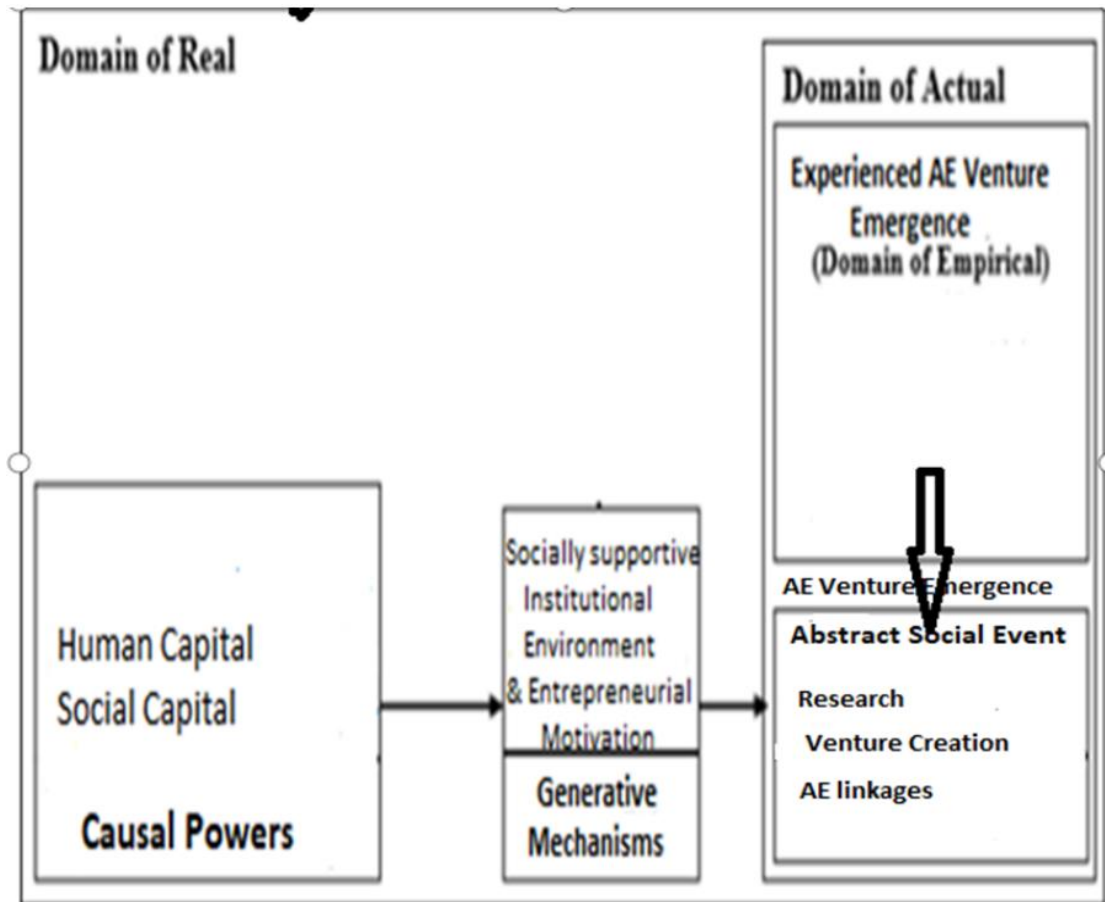 Domain of Real
Domain of Actual
Experienced AE Venture
Emergence
(Domain of Empirical)
AE Venture Emergence
Abstract Social Event
Research
Venture Creation
AE linkages
Socially supportive
Institutional
Environment
& Entrepreneurial
Motivation
Generative
Mechanisms
Human Capital
Social Capital
Causal Powers